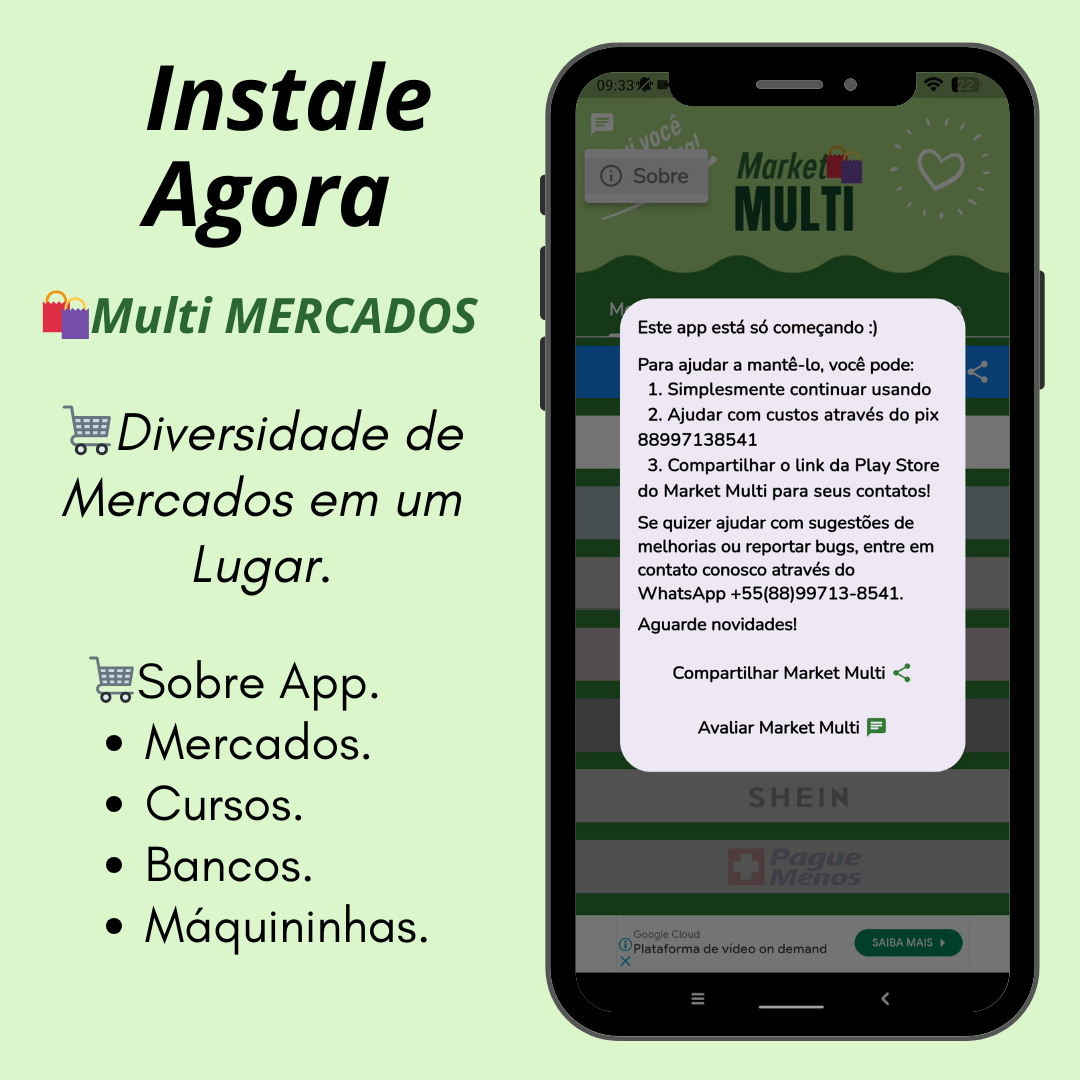 Instale
Agora
Multi MERCADOS
Diversidade de
Mercados em um
Lugar.
Sobre App.
Mercados.
Cursos.
Bancos.
Máquininhas.
09:33
22
você
Sobre
Market
MULTI
Este app está só começando :)
Para ajudar a mantê-lo, você pode:
1. Simplesmente continuar usando
2. Ajudar com custos através do pix
88997138541
3. Compartilhar o link da Play Store
do Market Multi para seus contatos!
Se quizer ajudar com sugestões de
melhorias ou reportar bugs, entre em
contato conosco através do
WhatsApp +55(88)99713-8541.
Aguarde novidades!
Compartilhar Market Multi
Avaliar Market Multi
SHEIN
Pague
Menos
Google Cloud
Plataforma de vídeo on demand
SAIBA MAIS